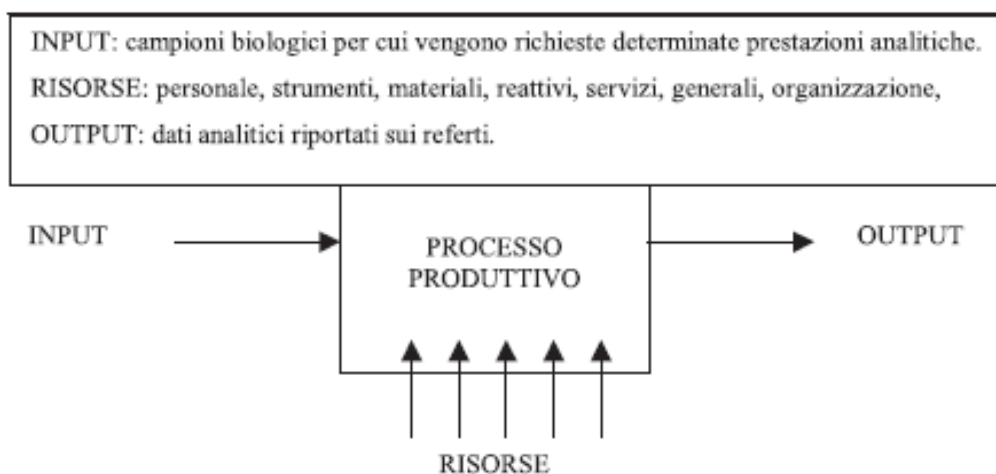 INPUT: campioni biologici per cui vengono richieste determinate prestazioni analitiche.
RISORSE: personale, strumenti, materiali, reattivi, servizi, generali, organizzazione,
OUTPUT: dati analitici riportati sui referti.
INPUT
PROCESSO
PRODUTTIVO
OUTPUT
RISORSE